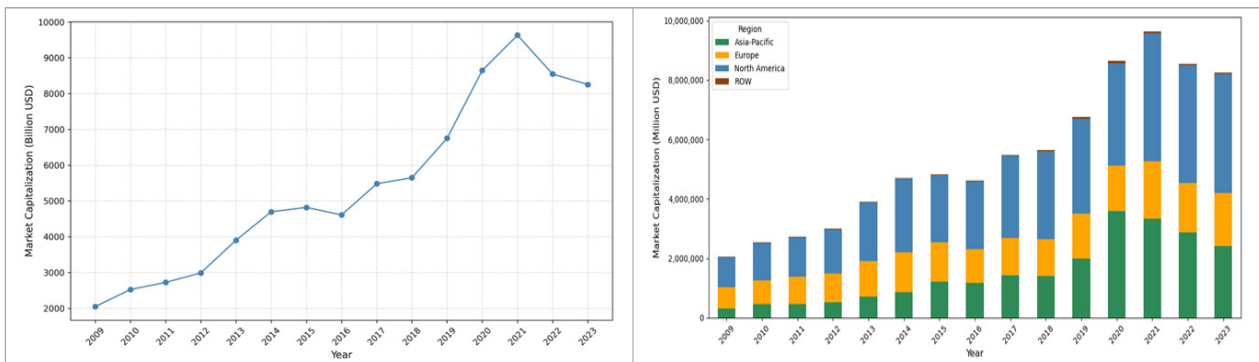 10000
9000
8000
7000
6000
5000
4000
3000
2000
Market Capitalization (Billion USD)
2009 2010 2011 2012 2013 2014 2015 2016 2017 2018 2019 2020 2021 2022 2023
Year
10,000,000
8,000,000
6,000,000
4,000,000
2,000,000
0
Market Capitalization (Million USD)
Region
Asia-Pacific
Europe
North America
ROW
2009 2010 2011 2012 2013 2014 2015 2016 2017 2018 2019 2020 2021 2022 2023
Year